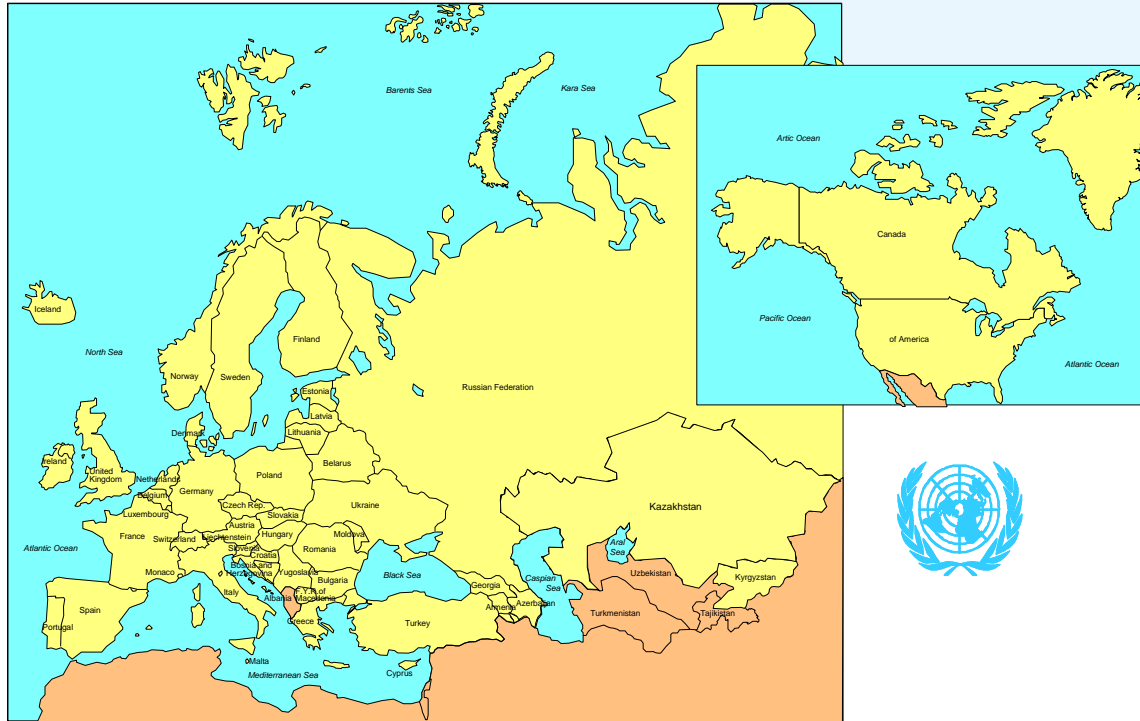 Barents Sea
Kara Sea
Artic Ocean
Canada
Iceland
Pacific Ocean
North Sea
Finland
of America
Norway
Sweden
Atlantic Ocean
Russian Federation
Estonia
Latvia
Denmark
Lithuania
Ireland
United
Kingdom
Belarus
Netherlands
Poland
Germany
Belgium
Czech Rep.
Ukraine
Kazakhstan
Luxembourg
Slovakia
Austria
France
Switzerland
Liechtenstein
Hungary
Moldova
Atlantic Ocean
Slovenia
Romania
Aral
Sea
Croatia
Bosnia and
Herzegovina
Monaco
Yugoslavia
Black Sea
Uzbekistan
Kyrgyzstan
Bulgaria
Georgia
Caspian
Sea
Italy
F.Y.R of
Macedonia
Albania
Armenia
Azerbaijan
Spain
Turkmenistan
Tajikistan
Portugal
Greece
Turkey
Malta
Mediterranean Sea
Cyprus